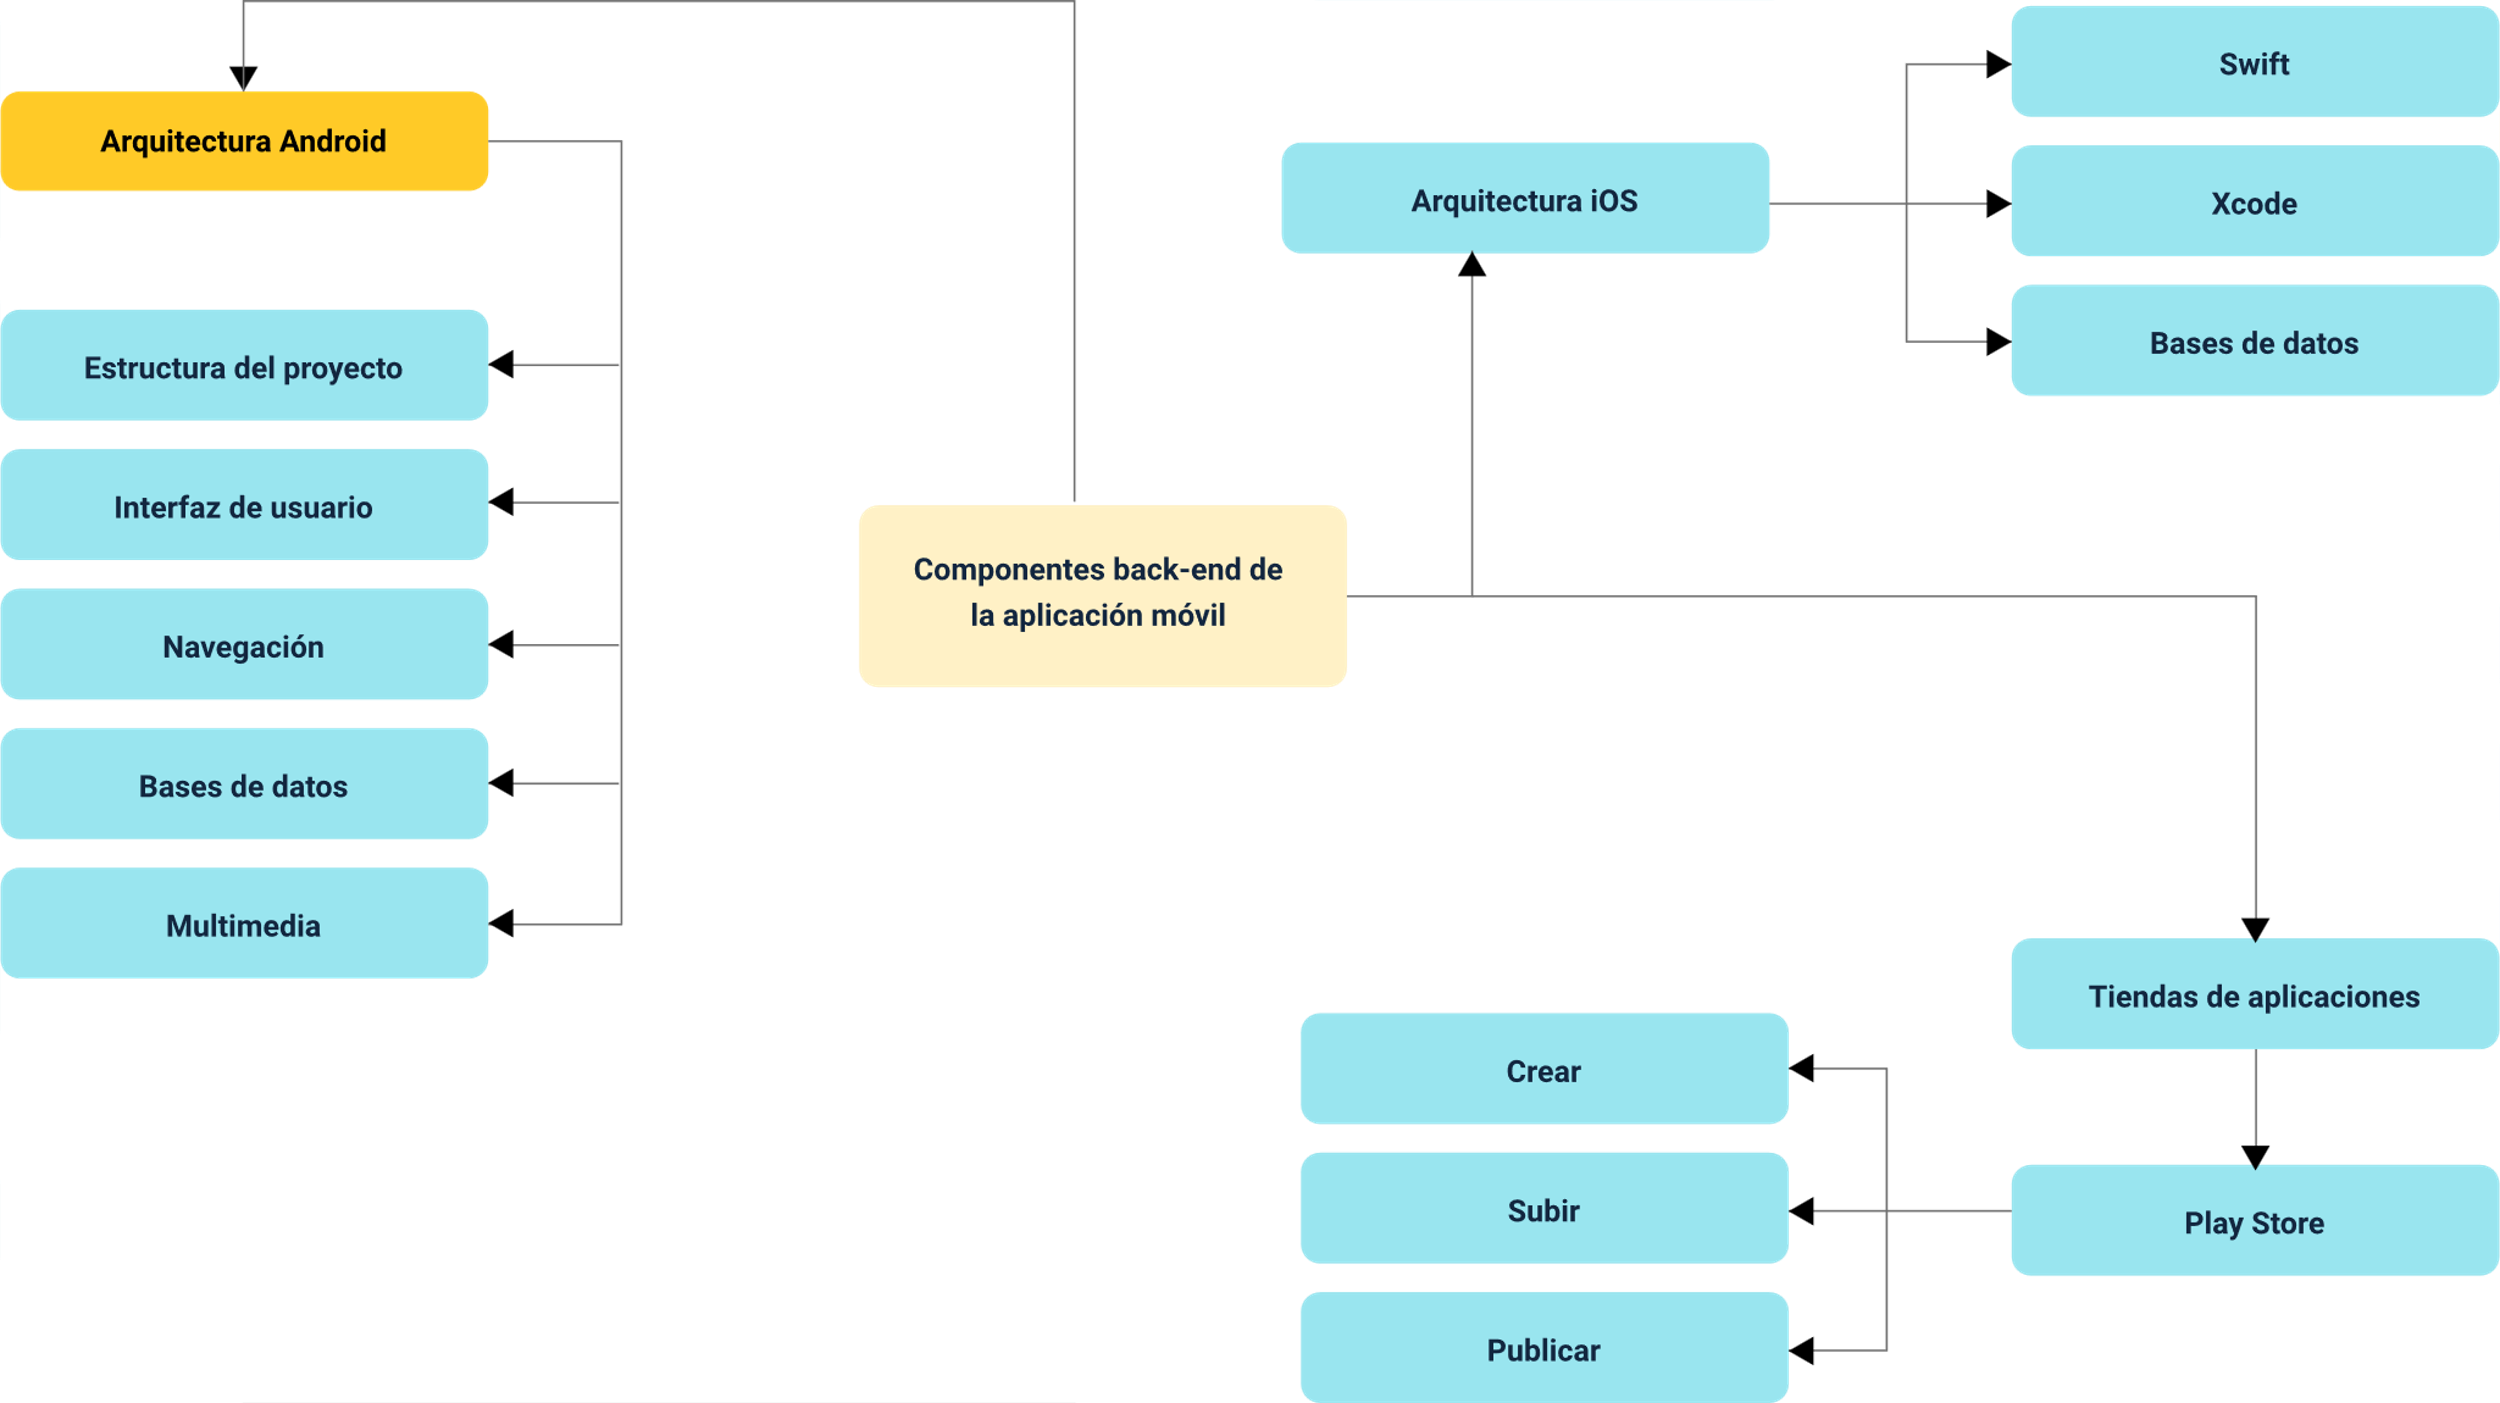 Arquitectura Android
Estructura del proyecto
Interfaz de usuario
Navegación
Bases de datos
Multimedia
Componentes back-end de
la aplicación móvil
Arquitectura iOS
Swift
Xcode
Bases de datos
Tiendas de aplicaciones
Play Store
Crear
Subir
Publicar